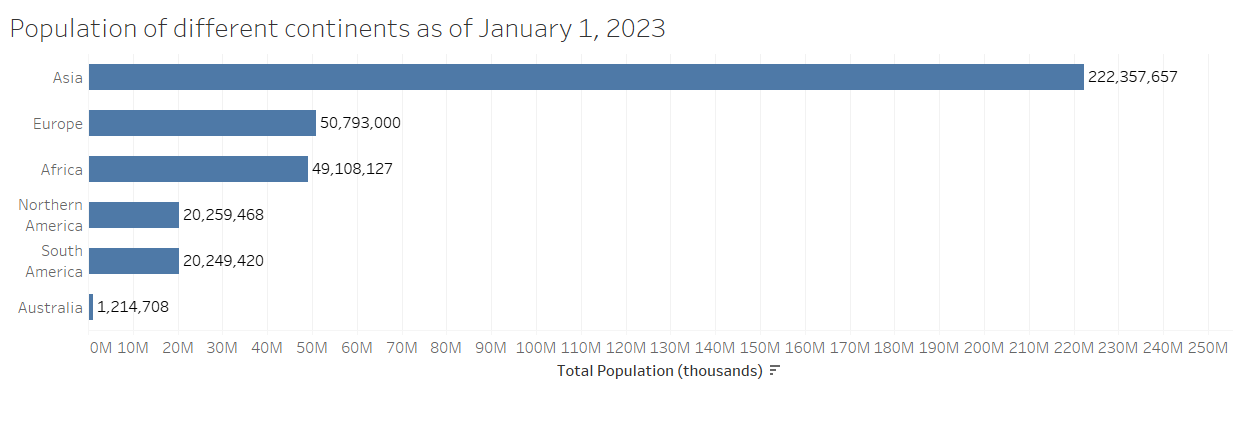 Population of different continents as of January 1, 2023
Asia 222,357,657
Europe 50,793,000
Africa 49,108,127
Northern
America 20,259,468
South
America 20,249,420
Australia 1,214,708
0M 10M 20M 30M 40M 50M 60M 70M 80M 90M 100M 110M 120M 130M 140M 150M 160M 170M 180M 190M 200M 210M 220M 230M 240M 250M
Total Population (thousands)